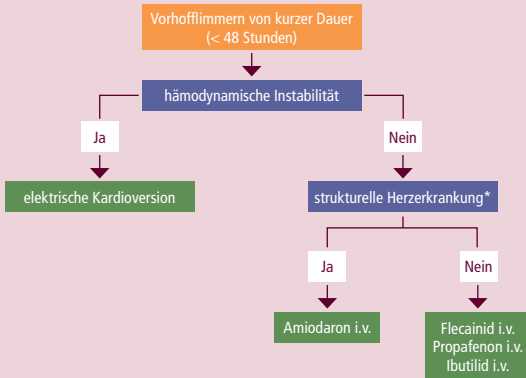 Vorhofflimmern von kurzer Dauer
(< 48 Stunden)
hämodynamische Instabilität
Ja
Nein
elektrische Kardioversion
strukturelle Herzerkrankung*
Ja
Nein
Amiodaron i.v.
Flecainid i.v.
Propafenon i.v.
Ibutilid i.v.